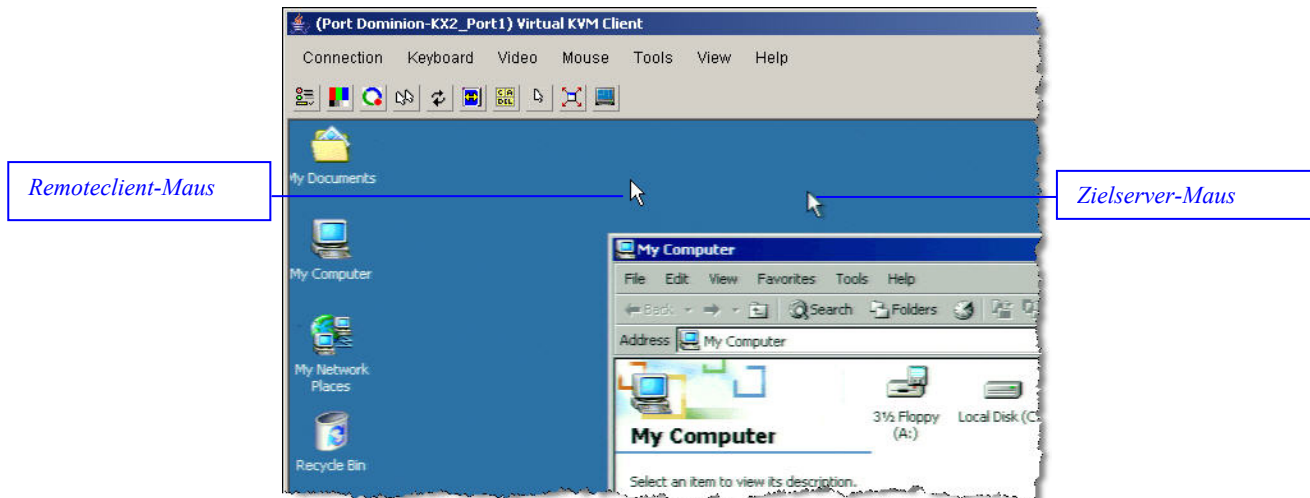 (Port Dominion-KX2_Port1) Virtual KVM Client
Connection Keyboard Video Mouse Tools View Help
C A
DEL
My Documents
Remoteclient-Maus
Zielserver-Maus
My Computer
My Computer
File Edit View Favorites Tools Help
Back Search Folders
Address My Computer
My Network
Places
3½ Floppy
(A:)
Local Disk (C
My Computer
Recycle Bin
Select an item to view its description.